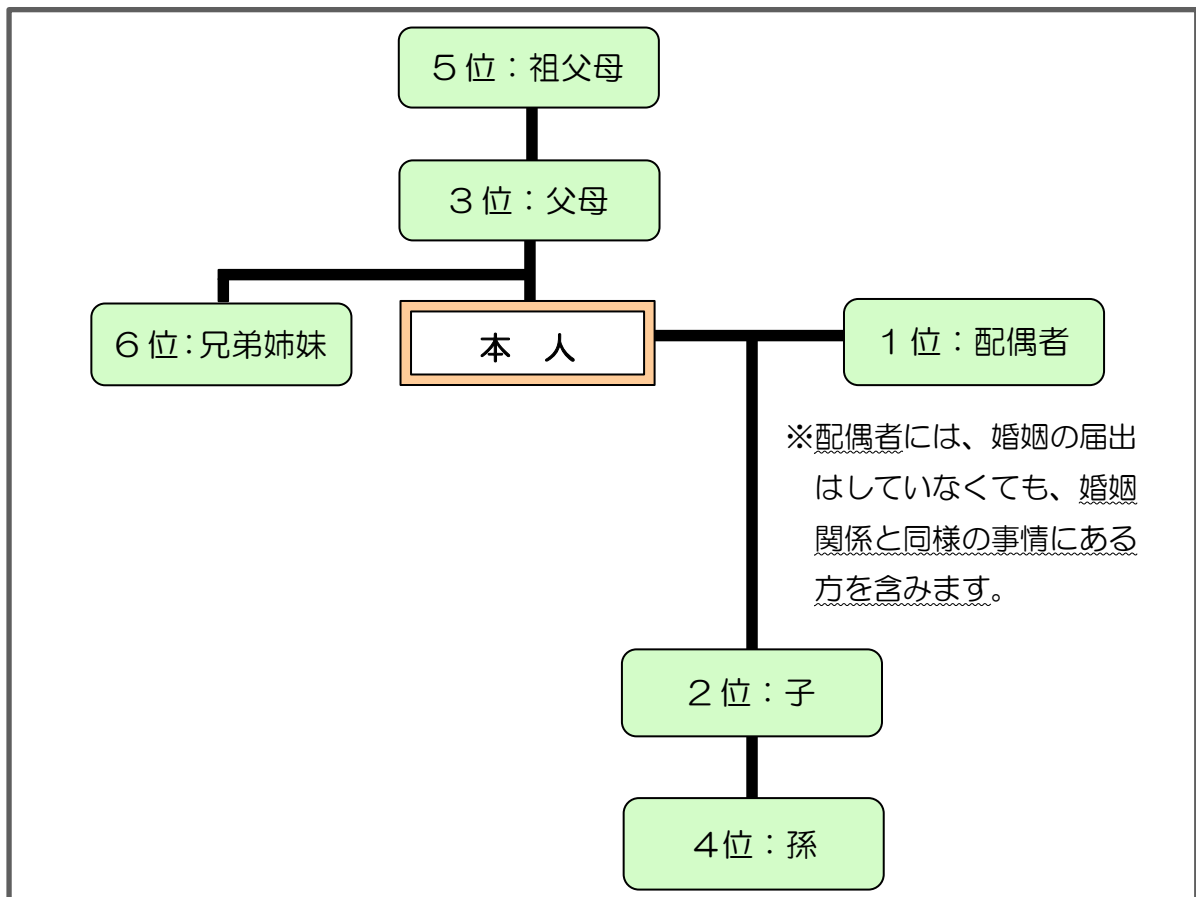 ５位：祖父母
３位：父母
６位：兄弟姉妹
本　人
１位：配偶者
※配偶者には、婚姻の届出
はしていなくても、婚姻
関係と同様の事情にある
方を含みます。
２位：子
４位：孫